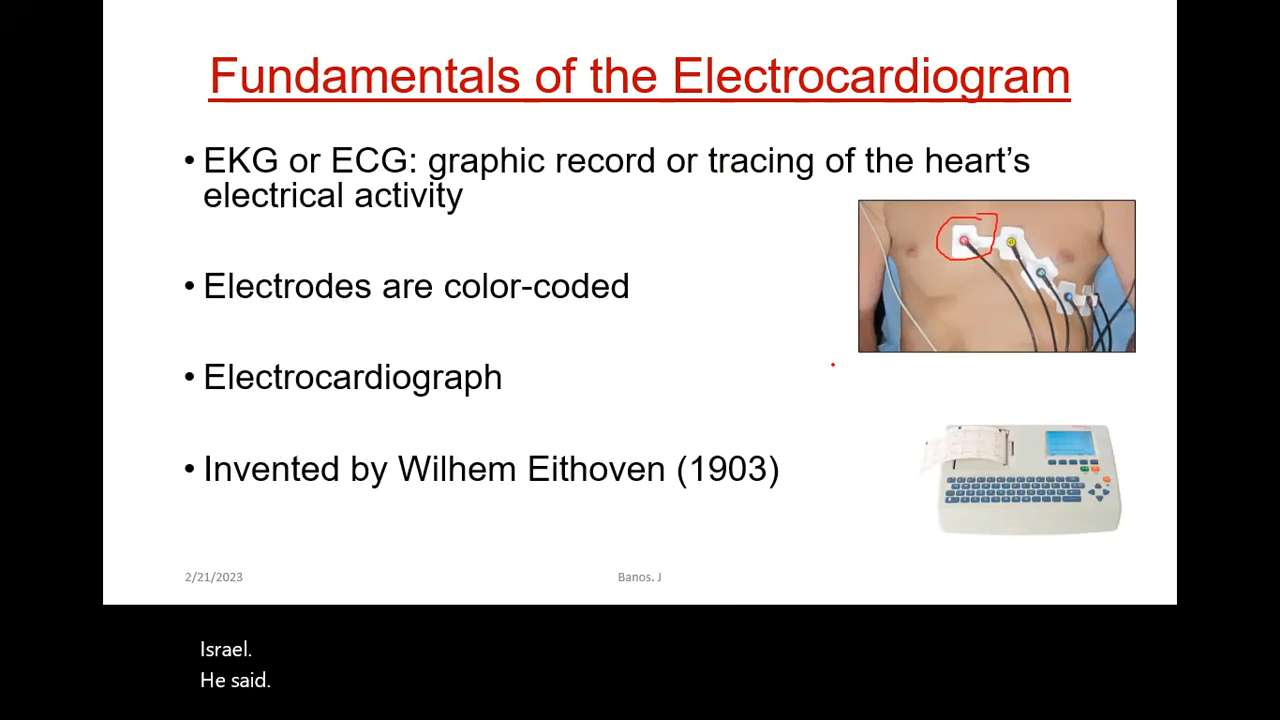 Fundamentals of the Electrocardiogram
• EKG or ECG: graphic record or tracing of the heart’s
electrical activity
• Electrodes are color-coded
• Electrocardiograph
• Invented by Wilhem Eithoven (1903)
2/21/2023
Banos. J
Israel.
He said.